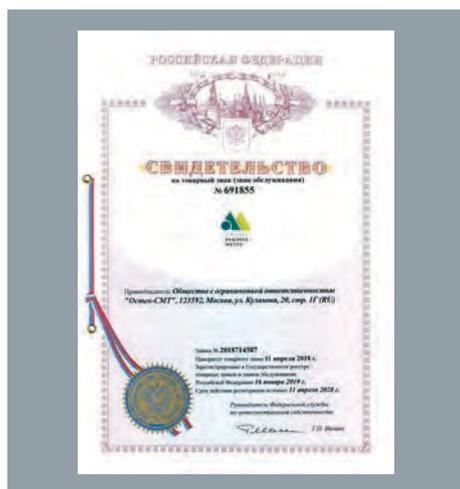 РОССИЙСКАЯ ФЕДЕРАЦИЯ
СВИДЕТЕЛЬСТВО
на товарный знак (знак обслуживания)
№ 691855
Правообладатель: Общество с ограниченной ответственностью
"Остек-СМТ", 123592, Москва, ул. Кулакова, 20, стр. 1Г (RU)
Заявка № 2018714387
Приоритет товарного знака 11 апреля 2018 г.
Зарегистрировано в Государственном реестре
товарных знаков и знаков обслуживания
Российской Федерации 16 января 2019 г.
Срок действия регистрации истекает 11 апреля 2028 г.
Руководитель Федеральной службы
по интеллектуальной собственности
Г.П. Ивлиев